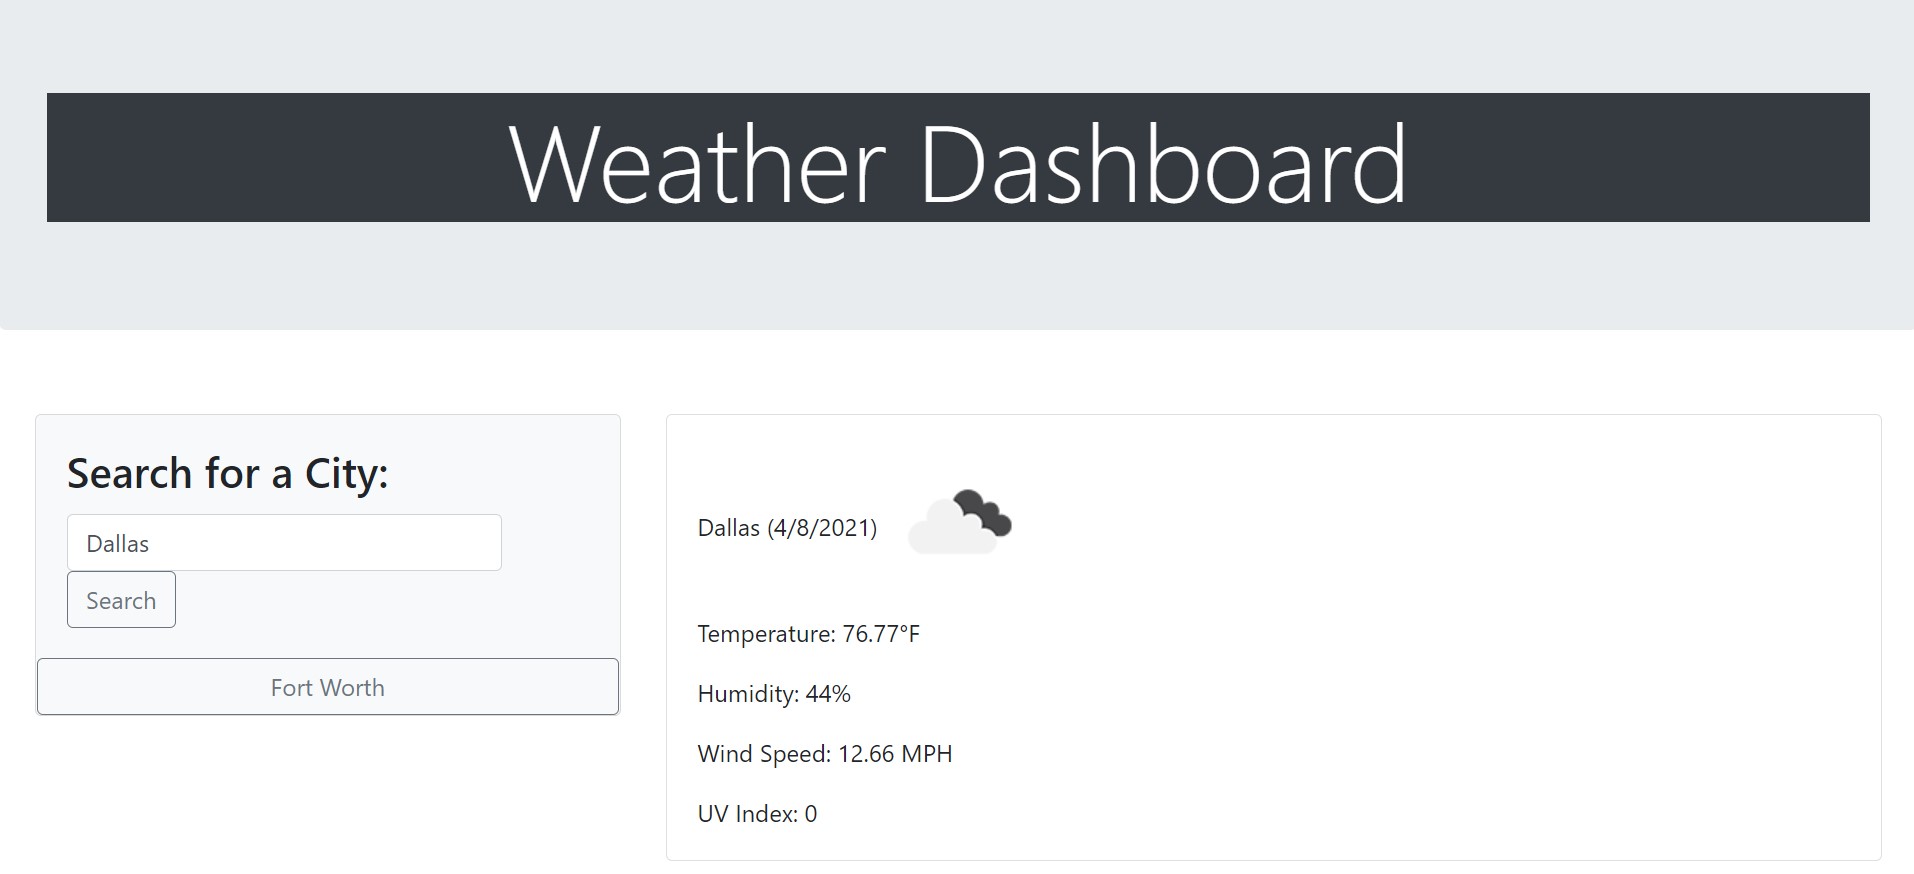 Weather Dashboard
Search for a City:
Dallas
Search
Fort Worth
Dallas (4/8/2021)
Temperature: 76.77°F
Humidity: 44%
Wind Speed: 12.66 MPH
UV Index: 0